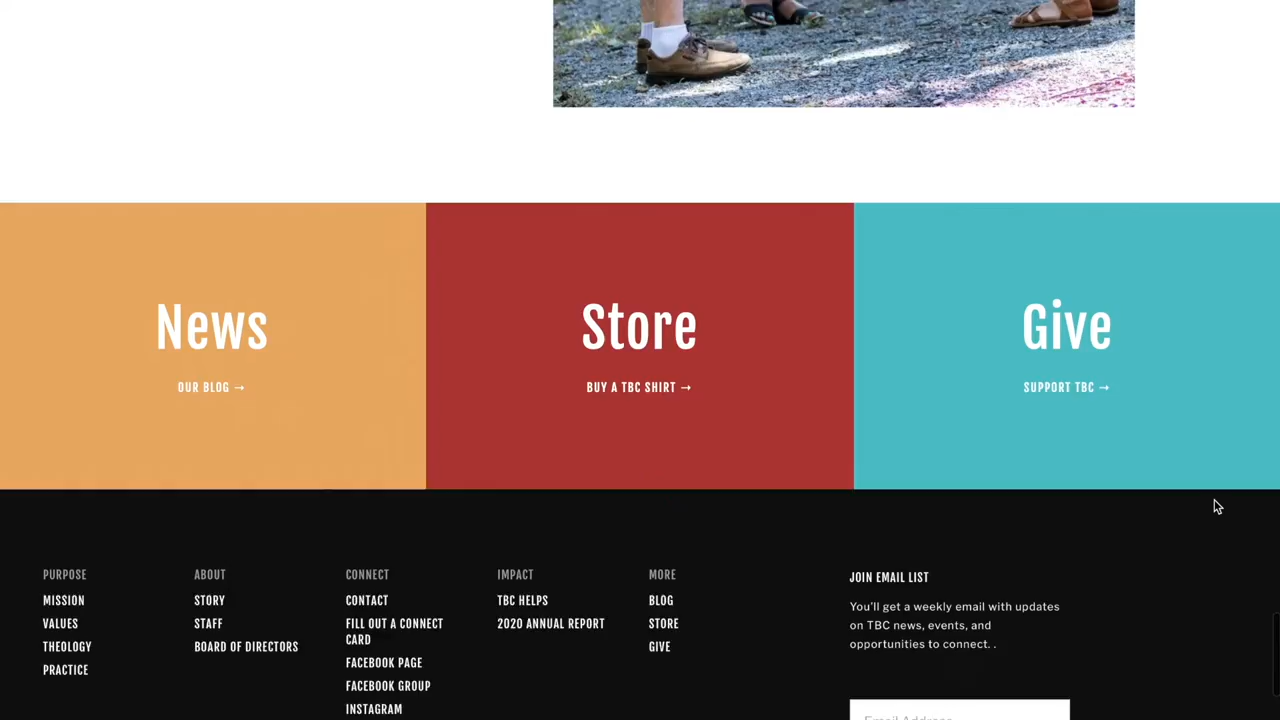 News
OUR BLOG →
Store
BUY A TBC SHIRT →
Give
SUPPORT TBC →
PURPOSE
MISSION
VALUES
THEOLOGY
PRACTICE
ABOUT
STORY
STAFF
BOARD OF DIRECTORS
CONNECT
CONTACT
FILL OUT A CONNECT
CARD
FACEBOOK PAGE
FACEBOOK GROUP
INSTAGRAM
IMPACT
TBC HELPS
2020 ANNUAL REPORT
MORE
BLOG
STORE
GIVE
JOIN EMAIL LIST
You'll get a weekly email with updates
on TBC news, events, and
opportunities to connect. .
Email Address